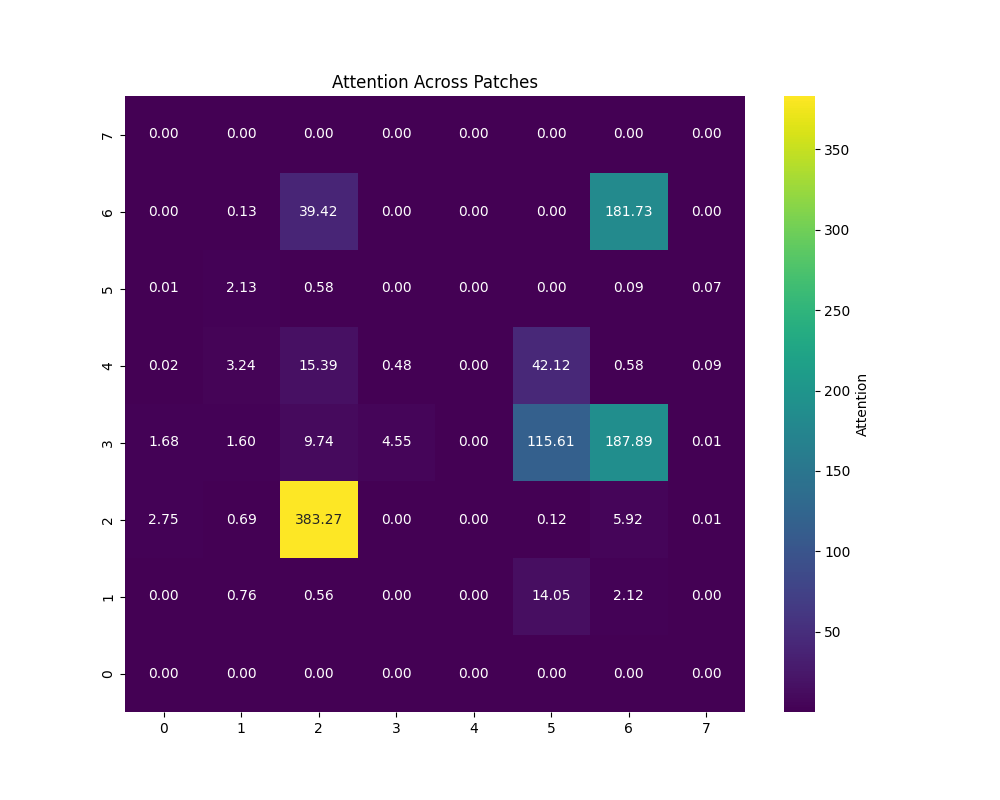 Attention Across Patches
7 0.00 0.00 0.00 0.00 0.00 0.00 0.00 0.00
6 0.00 0.13 39.42 0.00 0.00 0.00 181.73 0.00
5 0.01 2.13 0.58 0.00 0.00 0.00 0.09 0.07
4 0.02 3.24 15.39 0.48 0.00 42.12 0.58 0.09
3 1.68 1.60 9.74 4.55 0.00 115.61 187.89 0.01
2 2.75 0.69 383.27 0.00 0.00 0.12 5.92 0.01
1 0.00 0.76 0.56 0.00 0.00 14.05 2.12 0.00
0 0.00 0.00 0.00 0.00 0.00 0.00 0.00 0.00
0 1 2 3 4 5 6 7
350
300
250
200
150
100
50
Attention